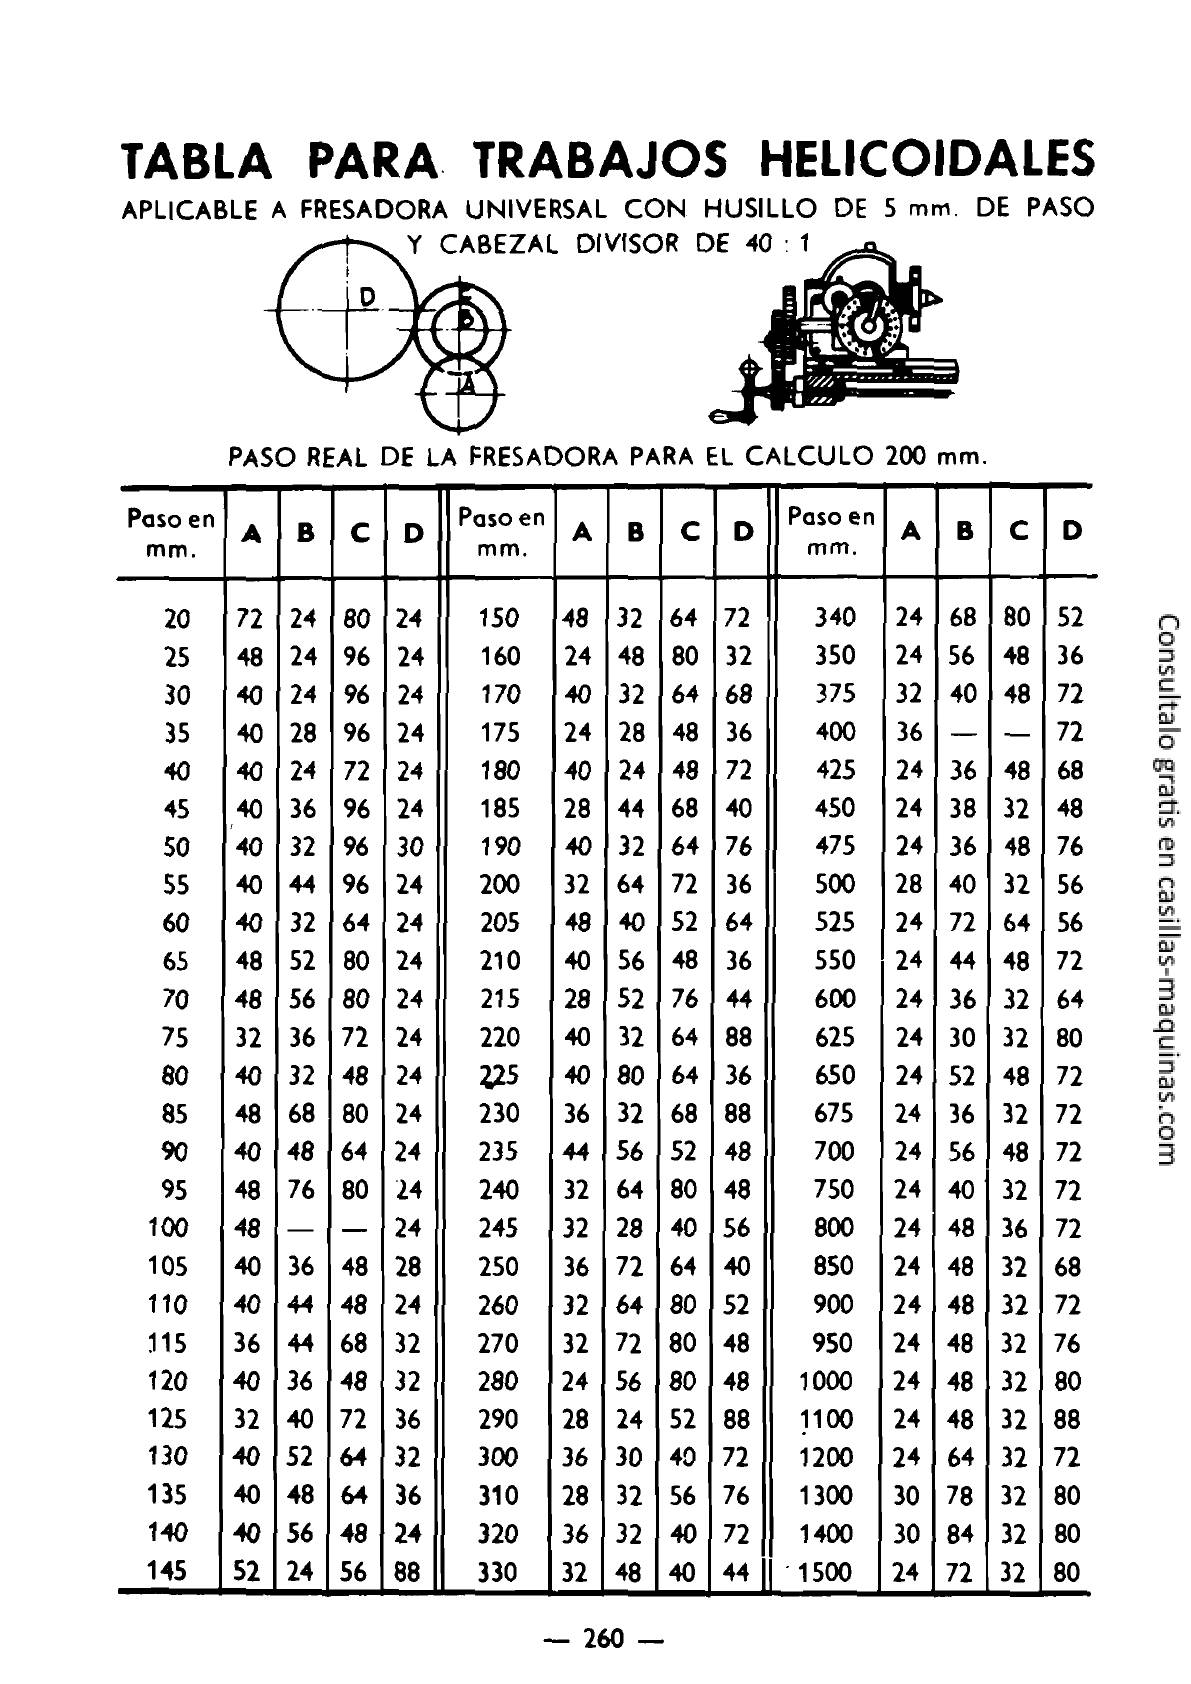 TABLA PARA TRABAJOS HELICOIDALES
APLICABLE A FRESADORA UNIVERSAL CON HUSILLO DE 5 mm. DE PASO
Y CABEZAL DIVISOR DE 40 : 1
D
B
A
PASO REAL DE LA FRESADORA PARA EL CALCULO 200 mm.
Paso en mm. A B C D Paso en mm. A B C D Paso en mm. A B C D
20 72 24 80 24 150 48 32 64 72 340 24 68 80 52
25 48 24 96 24 160 24 48 80 32 350 24 56 48 36
30 40 24 96 24 170 40 32 64 68 375 32 40 48 72
35 40 28 96 24 175 24 28 48 36 400 36 — — 72
40 40 24 72 24 180 40 24 48 72 425 24 36 48 68
45 40 36 96 24 185 28 44 68 40 450 24 38 32 48
50 40 32 96 30 190 40 32 64 76 475 24 36 48 76
55 40 44 96 24 200 32 64 72 36 500 28 40 32 56
60 40 32 64 24 205 48 40 52 64 525 24 72 64 56
65 48 52 80 24 210 40 56 48 36 550 24 44 48 72
70 48 56 80 24 215 28 52 76 44 600 24 36 32 64
75 32 36 72 24 220 40 32 64 88 625 24 30 32 80
80 40 32 48 24 225 40 80 64 36 650 24 52 48 72
85 48 68 80 24 230 36 32 68 88 675 24 36 32 72
90 40 48 64 24 235 44 56 52 48 700 24 56 48 72
95 48 76 80 24 240 32 64 80 48 750 24 40 32 72
100 48 — — 24 245 32 28 40 56 800 24 48 36 72
105 40 36 48 28 250 36 72 64 40 850 24 48 32 68
110 40 44 48 24 260 32 64 80 52 900 24 48 32 72
115 36 44 68 32 270 32 72 80 48 950 24 48 32 76
120 40 36 48 32 280 24 56 80 48 1000 24 48 32 80
125 32 40 72 36 290 28 24 52 88 1100 24 48 32 88
130 40 52 64 32 300 36 30 40 72 1200 24 64 32 72
135 40 48 64 36 310 28 32 56 76 1300 30 78 32 80
140 40 56 48 24 320 36 32 40 72 1400 30 84 32 80
145 52 24 56 88 330 32 48 40 44 1500 24 72 32 80
— 260 —
Consultalo gratis en casillas-maquinas.com